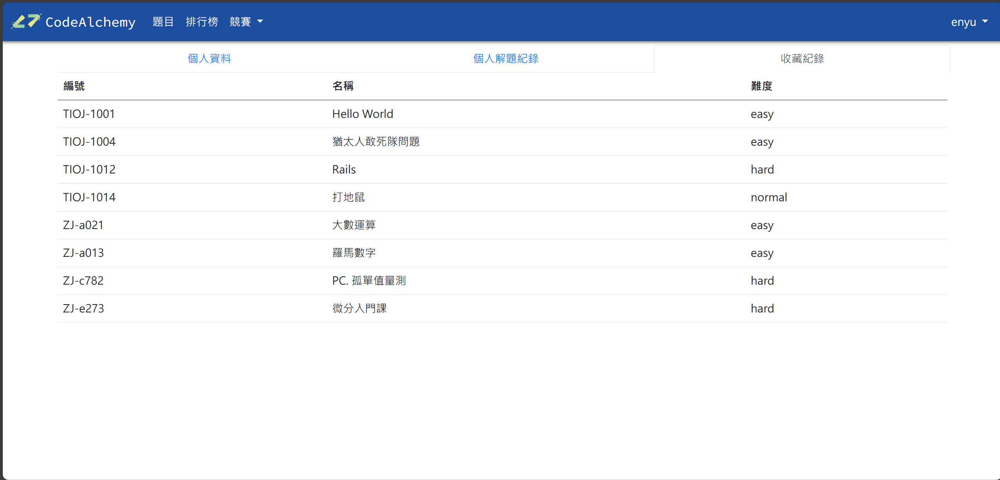 CodeAlchemy 題目 排行榜 競賽 enyu
個人資料 個人解題紀錄 收藏紀錄
編號 名稱 難度
TIOJ-1001 Hello World easy
TIOJ-1004 猶太人敢死隊問題 easy
TIOJ-1012 Rails hard
TIOJ-1014 打地鼠 normal
ZJ-a021 大數運算 easy
ZJ-a013 羅馬數字 easy
ZJ-c782 PC. 孤單值量測 hard
ZJ-e273 微分入門課 hard